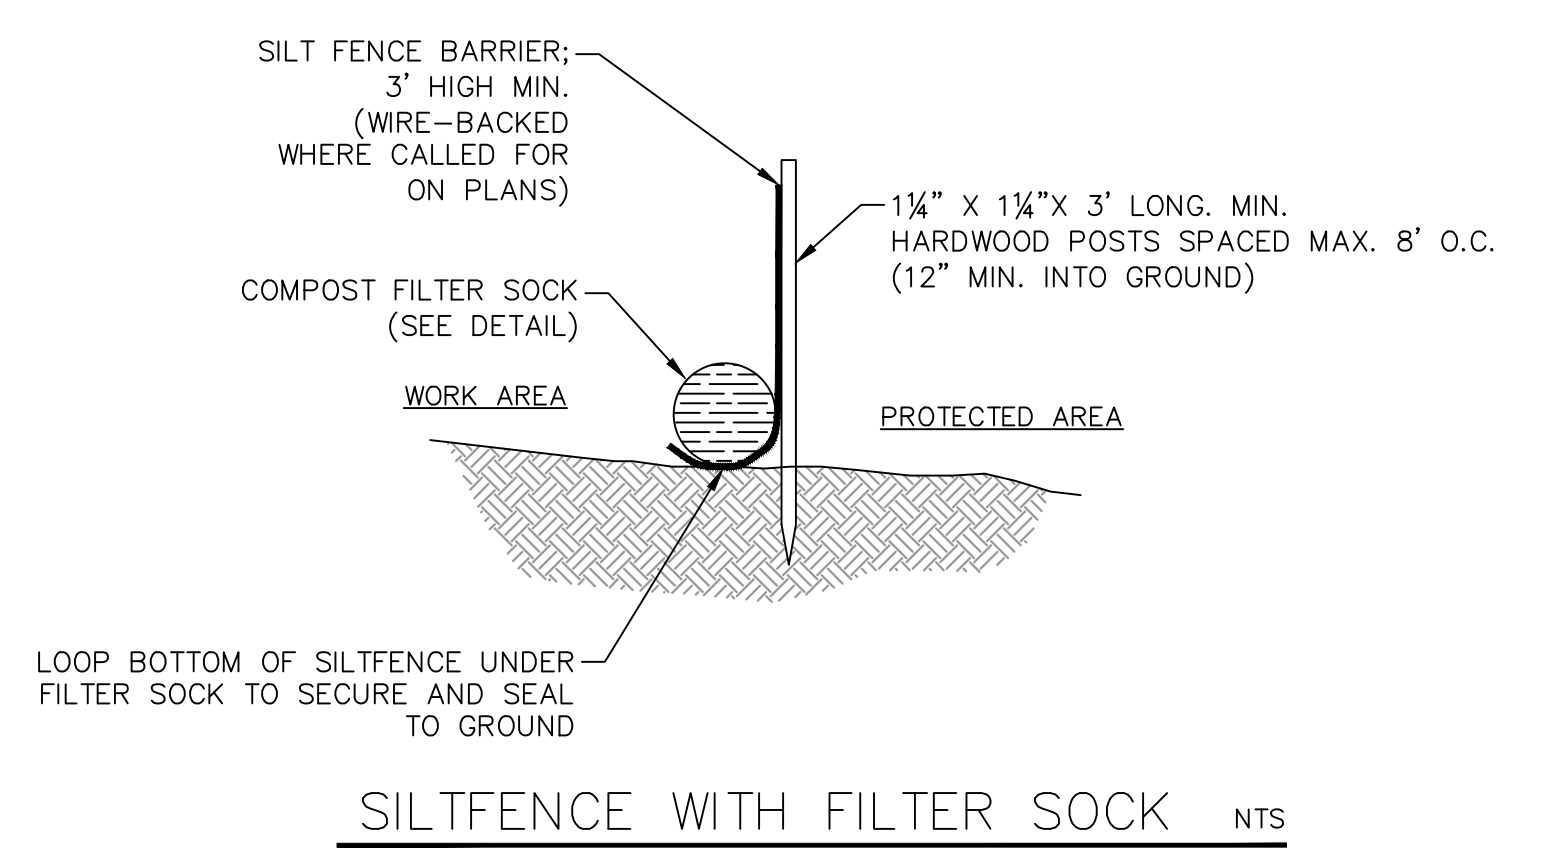 SILT FENCE BARRIER;
3' HIGH MIN.
(WIRE-BACKED
WHERE CALLED FOR
ON PLANS)
1¼" X 1¼"X 3' LONG. MIN.
HARDWOOD POSTS SPACED MAX. 8' O.C.
(12" MIN. INTO GROUND)
COMPOST FILTER SOCK
(SEE DETAIL)
WORK AREA
PROTECTED AREA
LOOP BOTTOM OF SILTFENCE UNDER
FILTER SOCK TO SECURE AND SEAL
TO GROUND
SILTFENCE WITH FILTER SOCK NTS